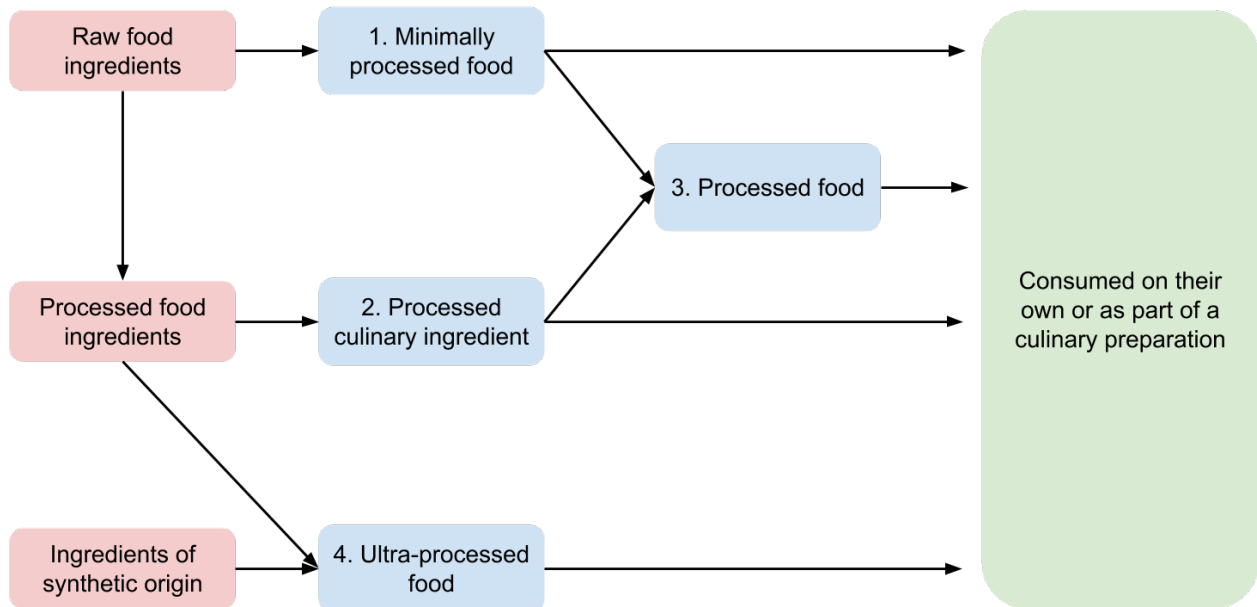 Raw food
ingredients
1. Minimally
processed food
3. Processed food
Processed food
ingredients
2. Processed
culinary ingredient
Consumed on their
own or as part of a
culinary preparation
Ingredients of
synthetic origin
4. Ultra-processed
food